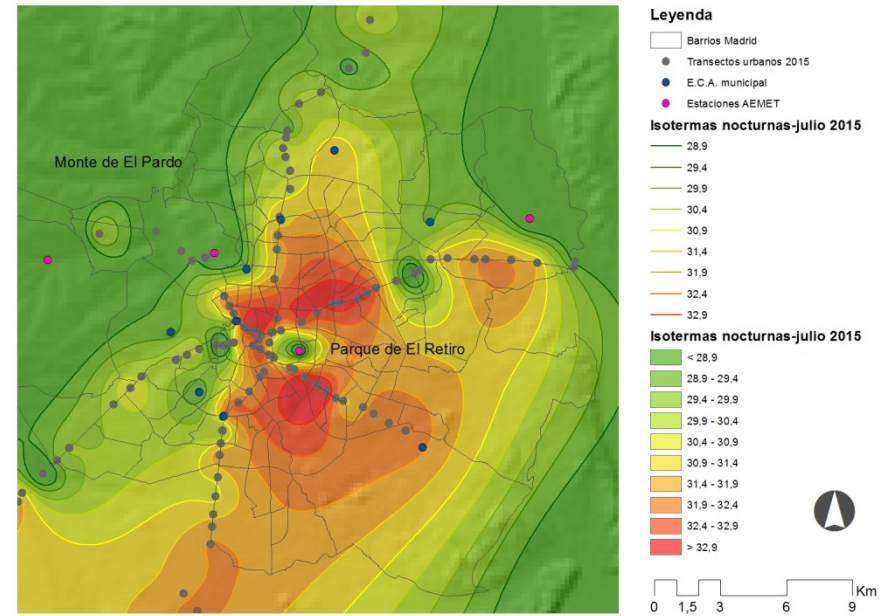 Monte de El Pardo
Parque de El Retiro
Leyenda
Barrios Madrid
Transectos urbanos 2015
E.C.A. municipal
Estaciones AEMET
Isotermas nocturnas-julio 2015
28,9
29,4
29,9
30,4
30,9
31,4
31,9
32,4
32,9
Isotermas nocturnas-julio 2015
< 28,9
28,9 - 29,4
29,4 - 29,9
29,9 - 30,4
30,4 - 30,9
30,9 - 31,4
31,4 - 31,9
31,9 - 32,4
32,4 - 32,9
> 32,9
Km
0 1,5 3 6 9